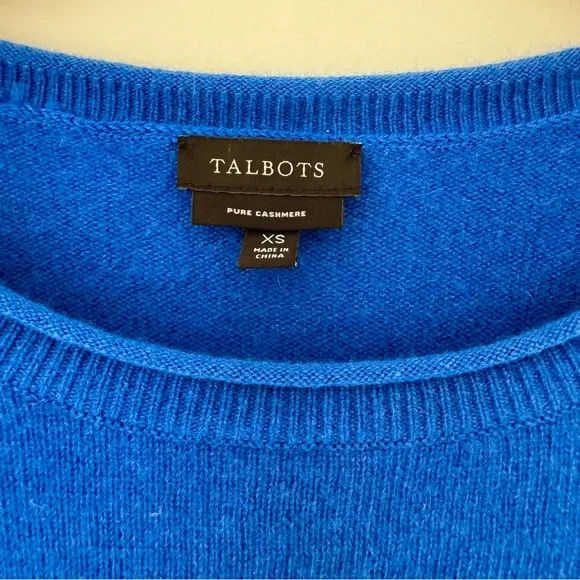 TALBOTS
PURE CASHMERE
XS
MADE IN
CHINA